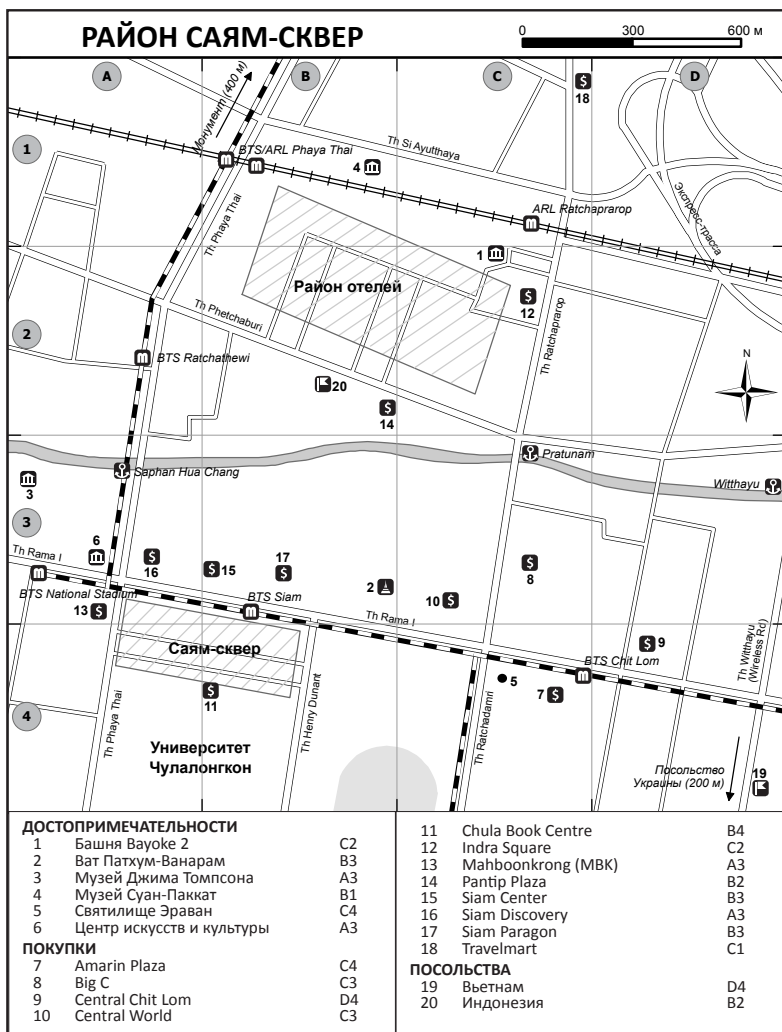 РАЙОН САЯМ-СКВЕР
0 300 600 м
A B C D
1
2
3
4
Монумент (400 м)
18
Th Si Ayutthaya
BTS/ARL Phaya Thai
4
ARL Ratchaprarop
Экспресс-трасса
Th Phaya Thai
1
Район отелей
12
Th Phetchaburi
Th Ratchaprarop
BTS Ratchathewi
20
14
N
Saphan Hua Chang
Pratunam
Witthayu
3
6
Th Rama I
16
15
17
2
10
8
BTS National Stadium
13
BTS Siam
Th Rama I
9
BTS Chit Lom
Th Witthayu
(Wireless Rd)
Саям-сквер
11
5
7
Th Phaya Thai
Th Henry Dunant
Th Ratchadamri
Университет
Чулалонгкон
Посольство
Украины (200 м)
19
ДОСТОПРИМЕЧАТЕЛЬНОСТИ
1 Башня Bayoke 2 C2
2 Ват Патхум-Ванарам B3
3 Музей Джима Томпсона A3
4 Музей Суан-Паккат B1
5 Святилище Эраван C4
6 Центр искусств и культуры A3
ПОКУПКИ
7 Amarin Plaza C4
8 Big C C3
9 Central Chit Lom D4
10 Central World C3
11 Chula Book Centre B4
12 Indra Square C2
13 Mahboonkrong (MBK) A3
14 Pantip Plaza B2
15 Siam Center B3
16 Siam Discovery A3
17 Siam Paragon B3
18 Travelmart C1
ПОСОЛЬСТВА
19 Вьетнам D4
20 Индонезия B2